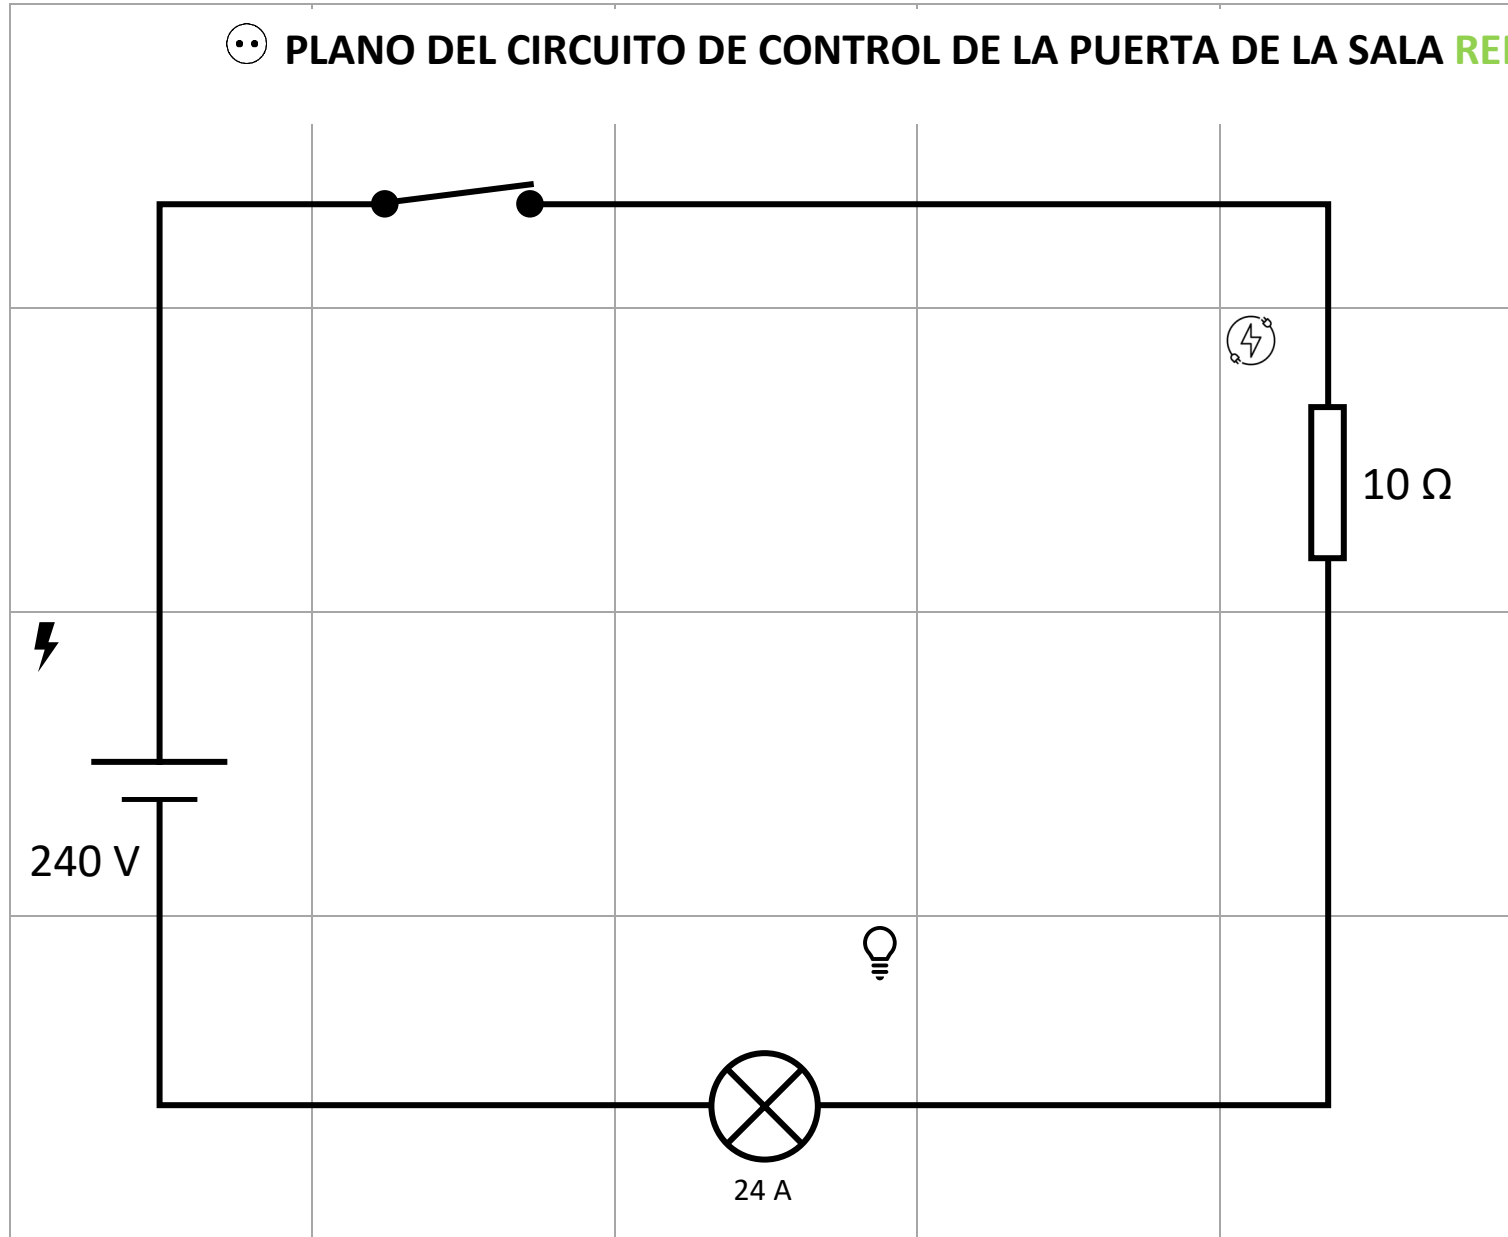 PLANO DEL CIRCUITO DE CONTROL DE LA PUERTA DE LA SALA
10 Ω
240 V
24 A